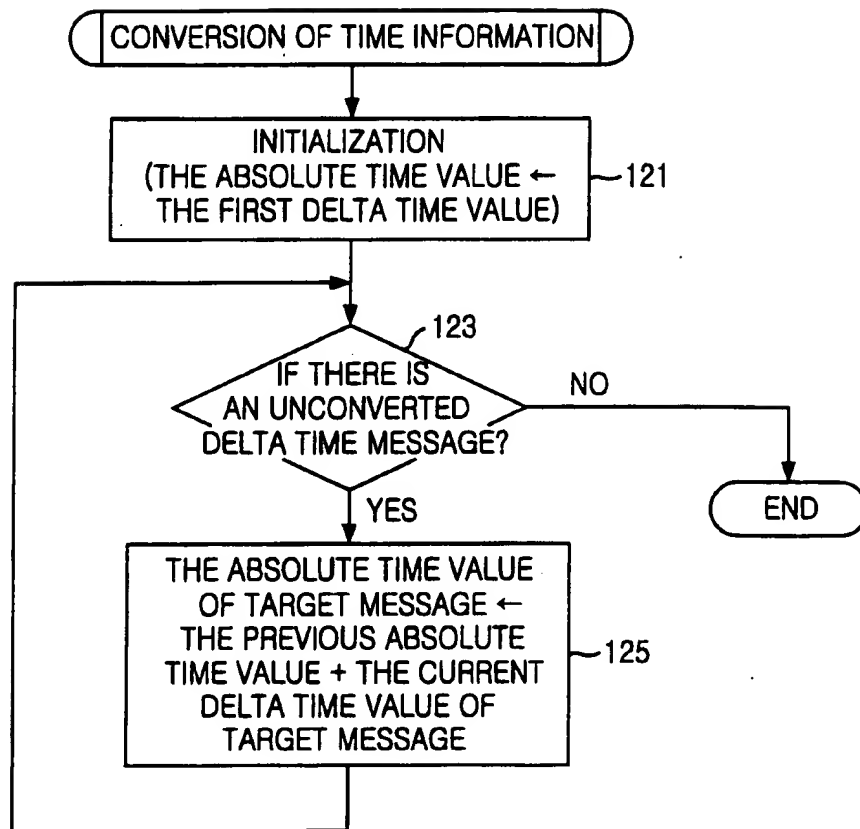 CONVERSION OF TIME INFORMATION
INITIALIZATION
(THE ABSOLUTE TIME VALUE ←
THE FIRST DELTA TIME VALUE)
121
123
IF THERE IS
AN UNCONVERTED
DELTA TIME MESSAGE?
NO
YES
END
THE ABSOLUTE TIME VALUE
OF TARGET MESSAGE ←
THE PREVIOUS ABSOLUTE
TIME VALUE + THE CURRENT
DELTA TIME VALUE OF
TARGET MESSAGE
125